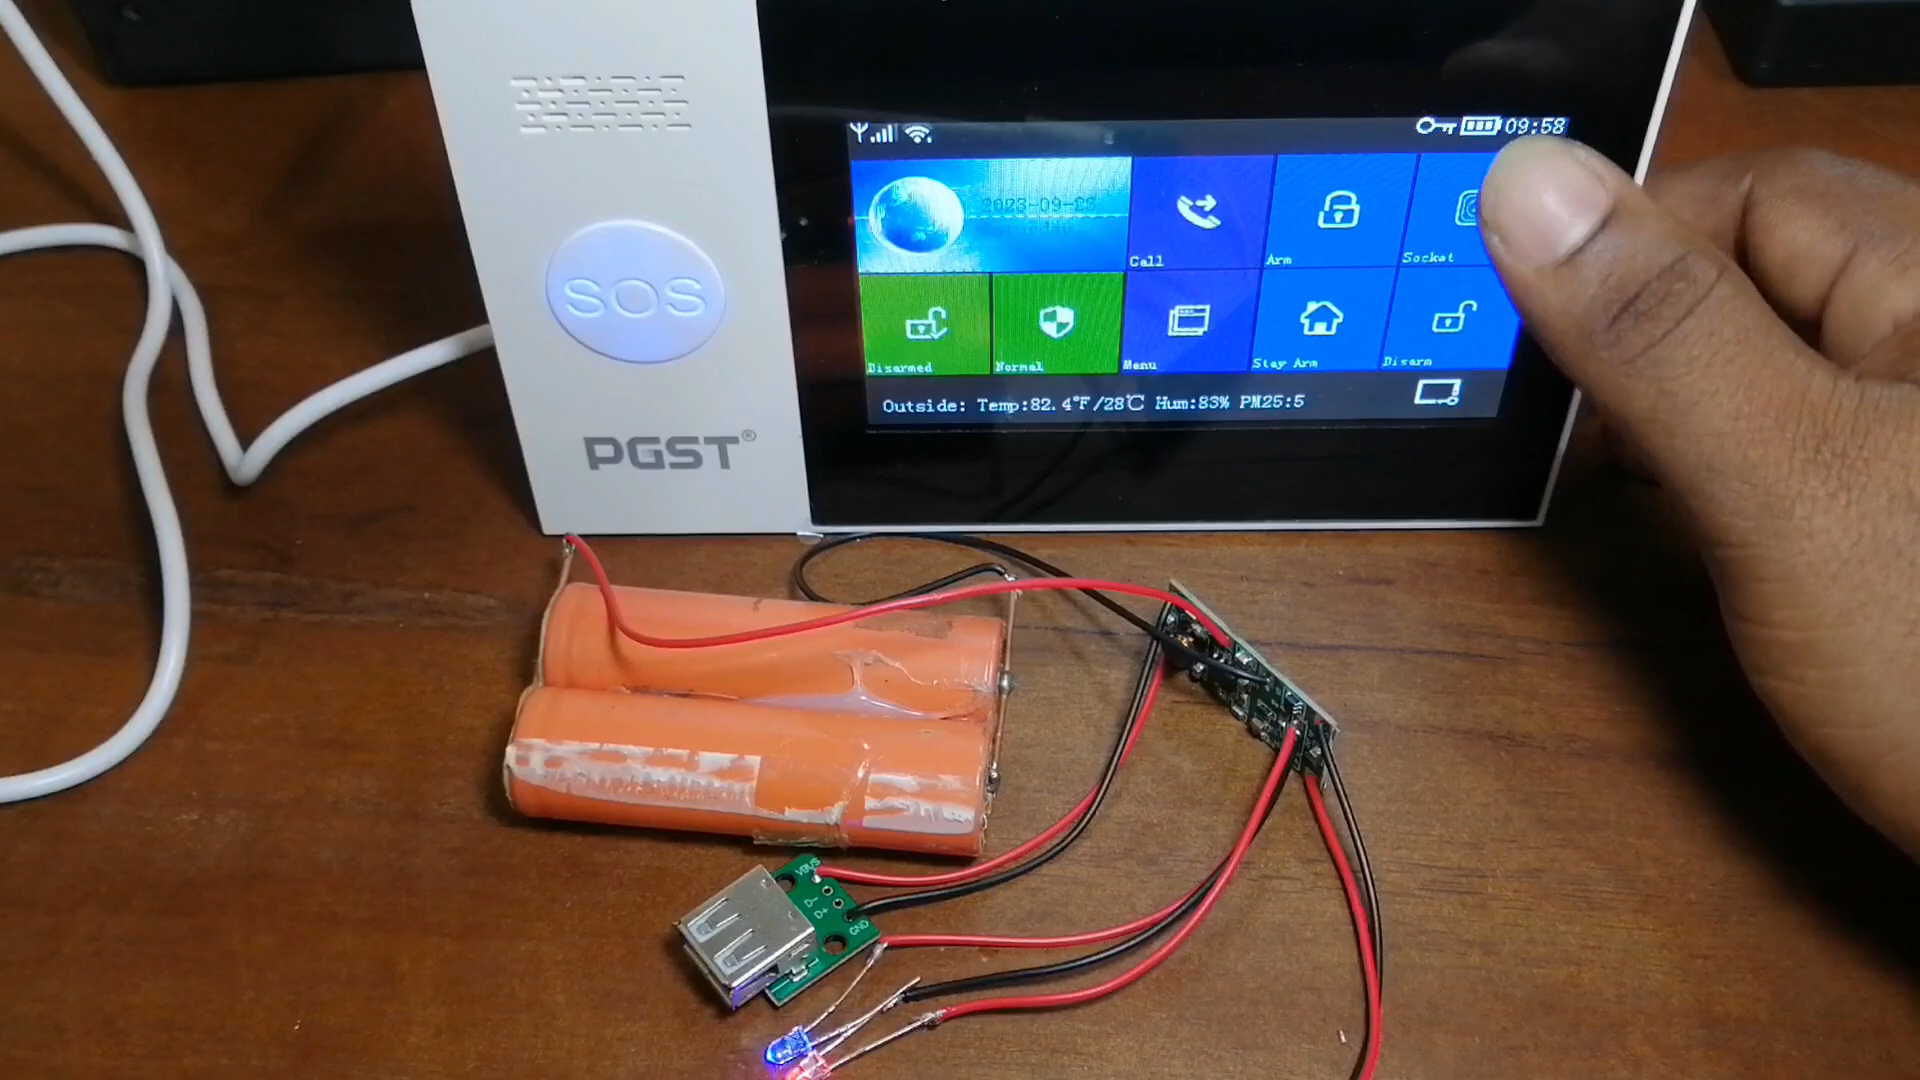 09:58
Call
Arm
Socket
Disarmed
Normal
Menu
Stay Arm
Disarm
Outside: Temp:82.4°F/28℃ Hum:83% PM25:5
SOS
PGST®
VBUS
D-
D+
GND